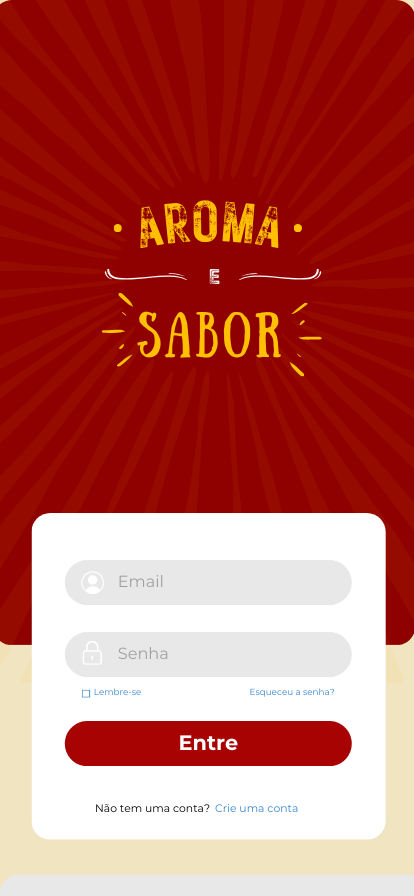 AROMA
E
SABOR
Email
Senha
Lembre-se Esqueceu a senha?
Entre
Não tem uma conta? Crie uma conta